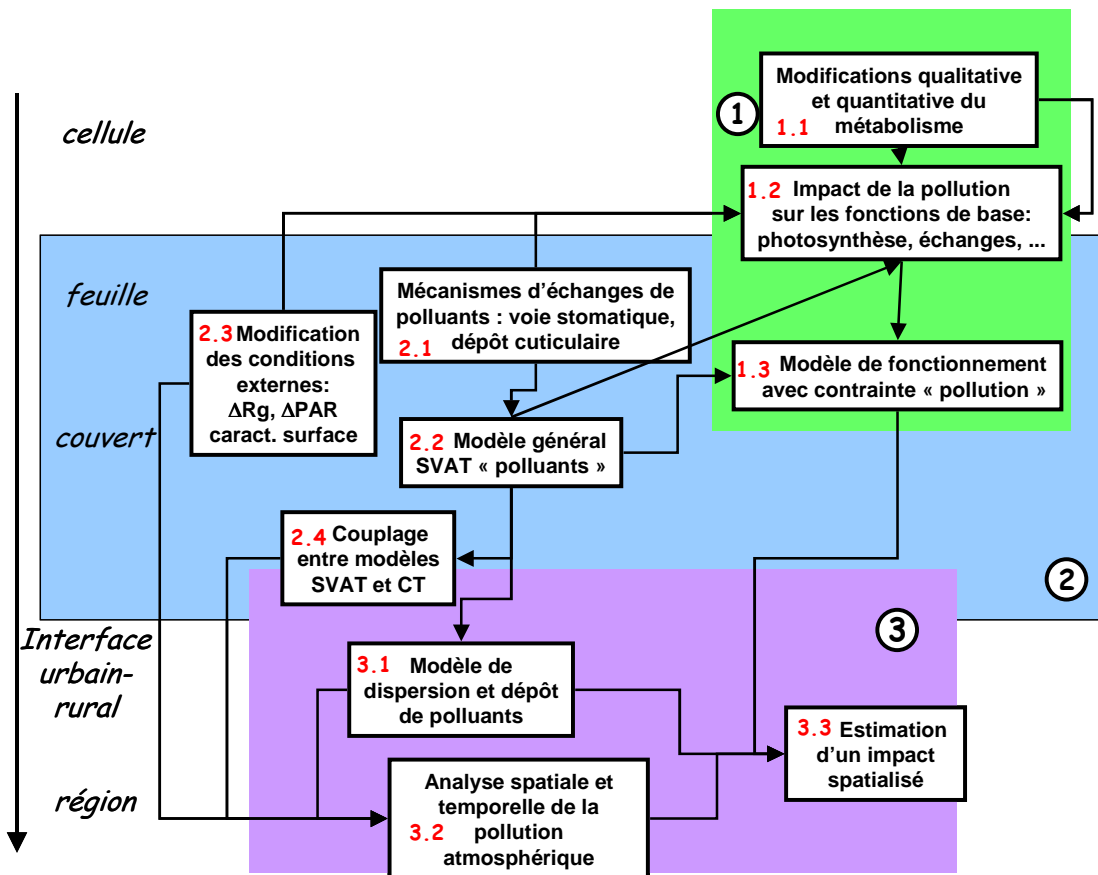 cellule
feuille
couvert
Interface
urbain-
rural
région
1
Modifications qualitative
et quantitative du
1.1 métabolisme
1.2 Impact de la pollution
sur les fonctions de base:
photosynthèse, échanges, ...
1.3 Modèle de fonctionnement
avec contrainte « pollution »
2
Mécanismes d'échanges de
polluants : voie stomatique,
2.1 dépôt cuticulaire
2.3 Modification
des conditions
externes:
ΔRg, ΔPAR
caract. surface
2.2 Modèle général
SVAT « polluants »
2.4 Couplage
entre modèles
SVAT et CT
3
3.1 Modèle de
dispersion et dépôt
de polluants
3.3 Estimation
d'un impact
spatialisé
Analyse spatiale et
temporelle de la
3.2 pollution
atmosphérique